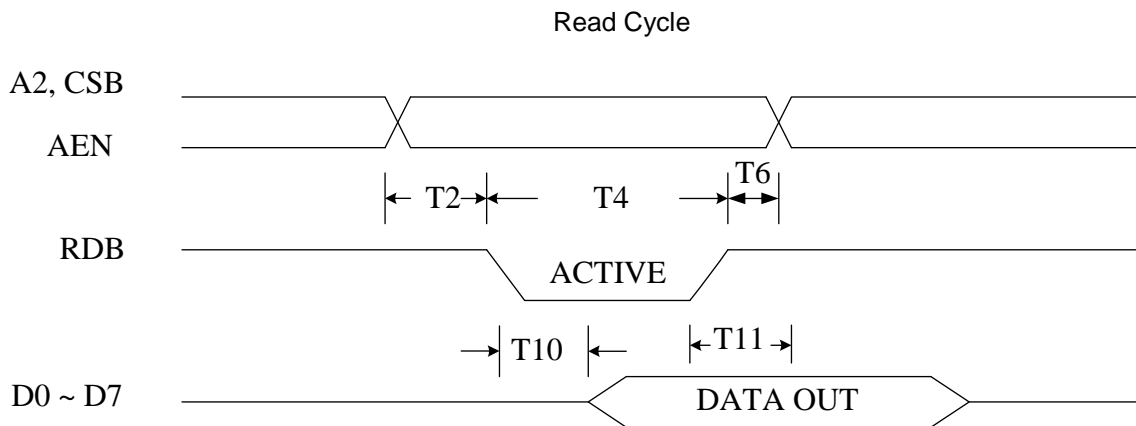 Read Cycle
A2, CSB
AEN
T2 T4 T6
RDB
ACTIVE
T10 T11
D0 ~ D7 DATA OUT